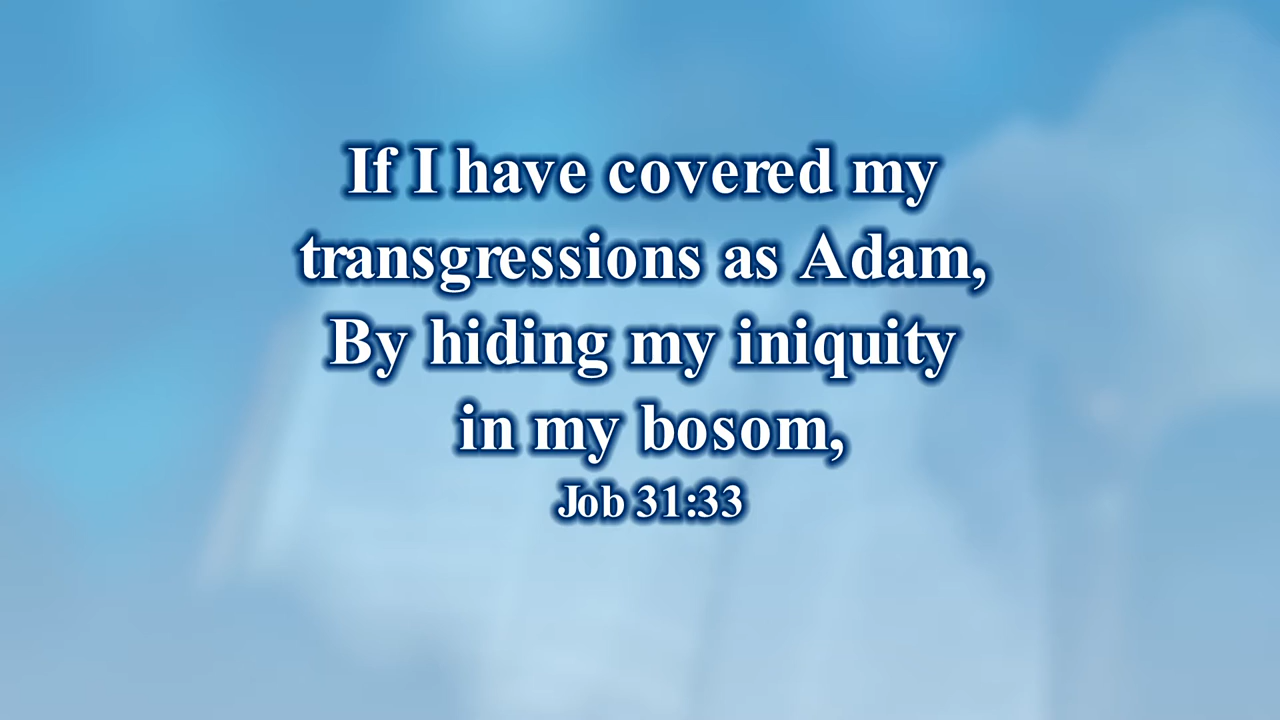 If I have covered my
transgressions as Adam,
By hiding my iniquity
in my bosom,
Job 31:33